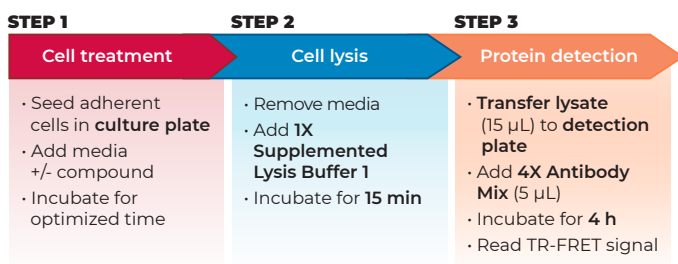 STEP 1
Cell treatment
· Seed adherent
cells in culture plate
· Add media
+/- compound
· Incubate for
optimized time
STEP 2
Cell lysis
· Remove media
· Add 1X
Supplemented
Lysis Buffer 1
· Incubate for 15 min
STEP 3
Protein detection
· Transfer lysate
(15 µL) to detection
plate
· Add 4X Antibody
Mix (5 µL)
· Incubate for 4 h
· Read TR-FRET signal